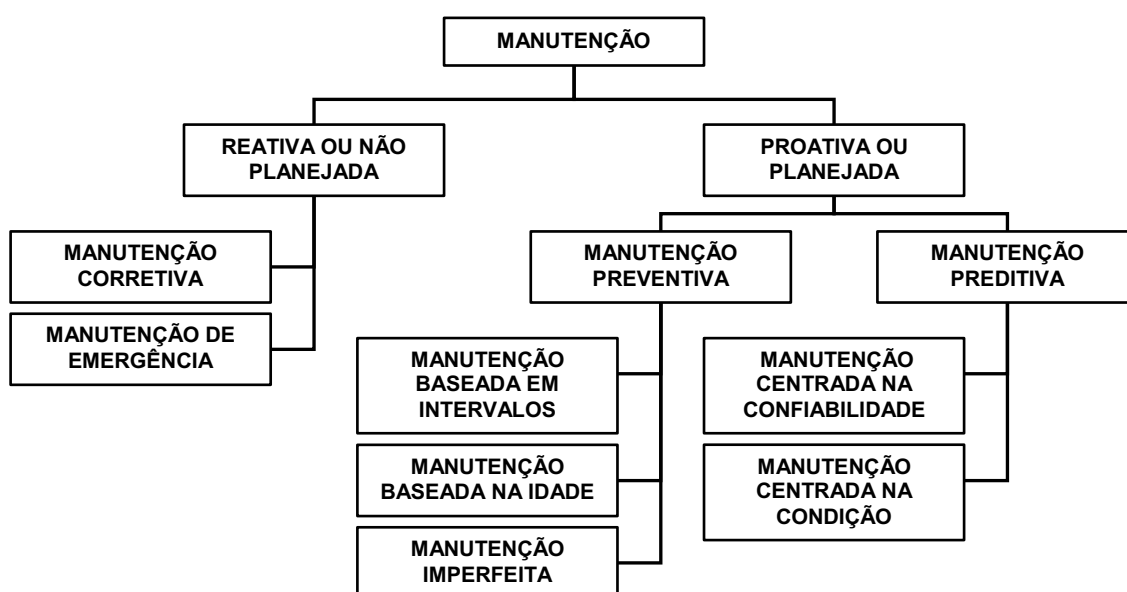 MANUTENÇÃO
REATIVA OU NÃO
PLANEJADA
PROATIVA OU
PLANEJADA
MANUTENÇÃO
CORRETIVA
MANUTENÇÃO DE
EMERGÊNCIA
MANUTENÇÃO
PREVENTIVA
MANUTENÇÃO
PREDITIVA
MANUTENÇÃO
BASEADA EM
INTERVALOS
MANUTENÇÃO
BASEADA NA IDADE
MANUTENÇÃO
IMPERFEITA
MANUTENÇÃO
CENTRADA NA
CONFIABILIDADE
MANUTENÇÃO
CENTRADA NA
CONDIÇÃO